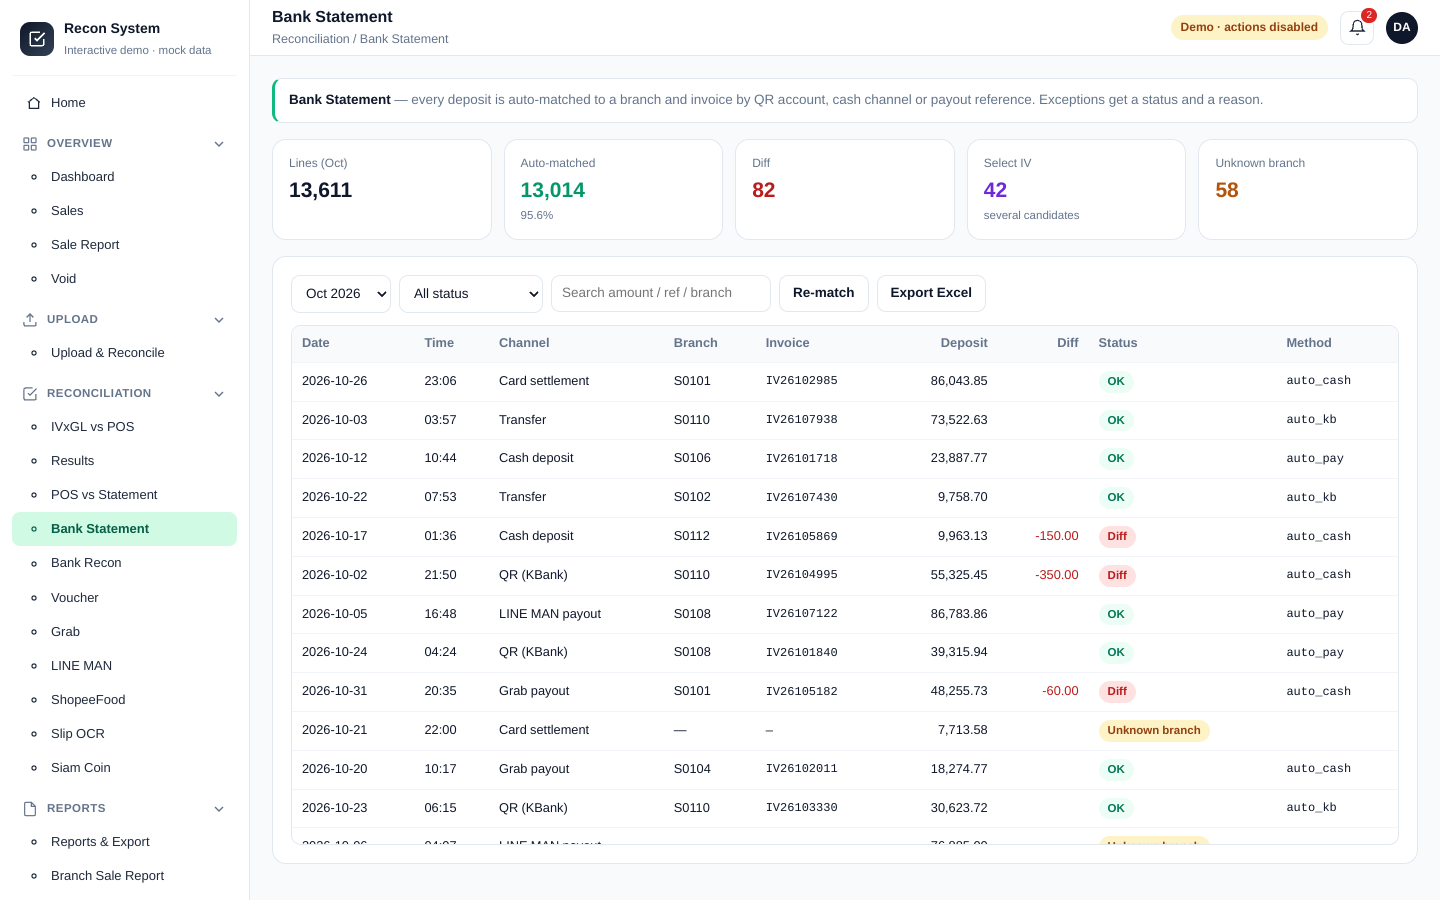 Recon System
Interactive demo · mock data
Home
OVERVIEW
Dashboard
Sales
Sale Report
Void
UPLOAD
Upload & Reconcile
RECONCILIATION
IVxGL vs POS
Results
POS vs Statement
Bank Statement
Bank Recon
Voucher
Grab
LINE MAN
ShopeeFood
Slip OCR
Siam Coin
REPORTS
Reports & Export
Branch Sale Report
Bank Statement
Reconciliation / Bank Statement
Demo · actions disabled
2
DA
Bank Statement — every deposit is auto-matched to a branch and invoice by QR account, cash channel or payout reference. Exceptions get a status and a reason.
Lines (Oct)
13,611
Auto-matched
13,014
95.6%
Diff
82
Select IV
42
several candidates
Unknown branch
58
Oct 2026 All status Search amount / ref / branch Re-match Export Excel
Date Time Channel Branch Invoice Deposit Diff Status Method
2026-10-26 23:06 Card settlement S0101 IV26102985 86,043.85 OK auto_cash
2026-10-03 03:57 Transfer S0110 IV26107938 73,522.63 OK auto_kb
2026-10-12 10:44 Cash deposit S0106 IV26101718 23,887.77 OK auto_pay
2026-10-22 07:53 Transfer S0102 IV26107430 9,758.70 OK auto_kb
2026-10-17 01:36 Cash deposit S0112 IV26105869 9,963.13 -150.00 Diff auto_cash
2026-10-02 21:50 QR (KBank) S0110 IV26104995 55,325.45 -350.00 Diff auto_cash
2026-10-05 16:48 LINE MAN payout S0108 IV26107122 86,783.86 OK auto_pay
2026-10-24 04:24 QR (KBank) S0108 IV26101840 39,315.94 OK auto_pay
2026-10-31 20:35 Grab payout S0101 IV26105182 48,255.73 -60.00 Diff auto_cash
2026-10-21 22:00 Card settlement — – 7,713.58 Unknown branch
2026-10-20 10:17 Grab payout S0104 IV26102011 18,274.77 OK auto_cash
2026-10-23 06:15 QR (KBank) S0110 IV26103330 30,623.72 OK auto_kb
LINE MAN payout Unknown branch